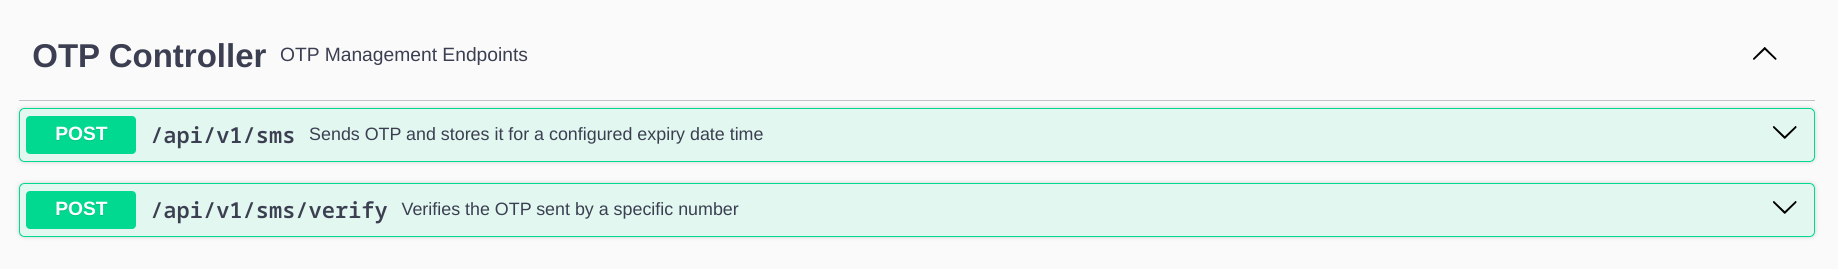 OTP Controller OTP Management Endpoints
POST /api/v1/sms Sends OTP and stores it for a configured expiry date time
POST /api/v1/sms/verify Verifies the OTP sent by a specific number